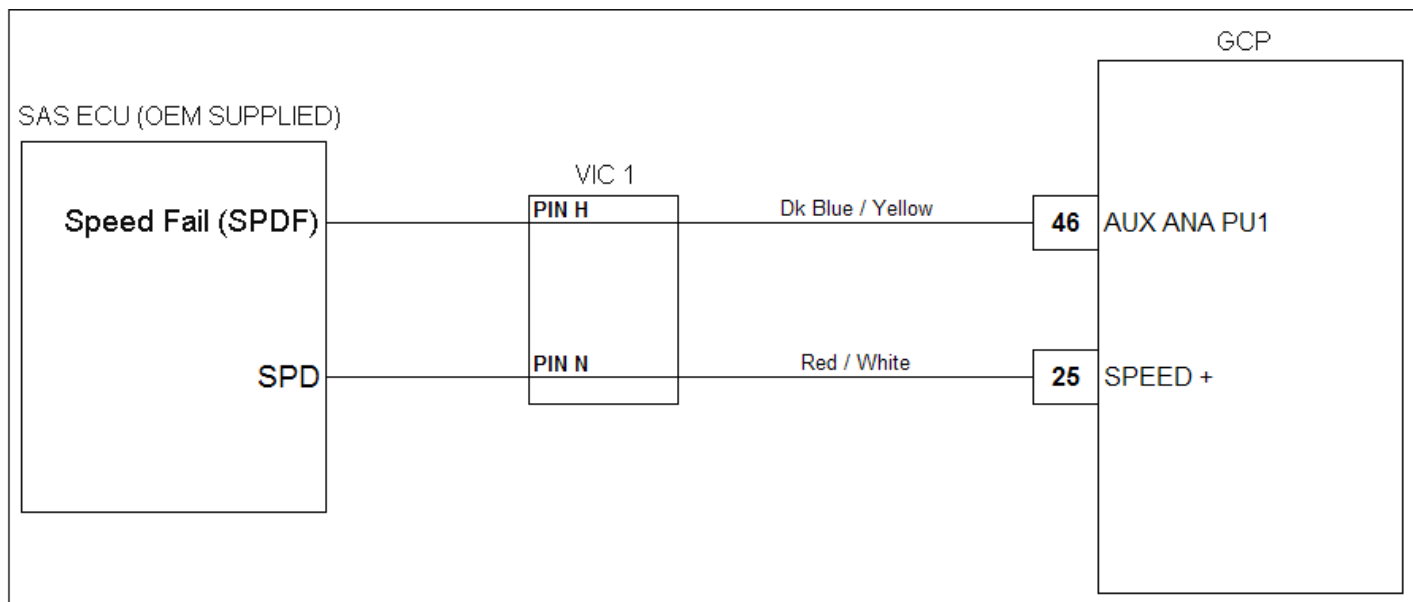 GCP
SAS ECU (OEM SUPPLIED)
VIC 1
Speed Fail (SPDF)
PIN H
Dk Blue / Yellow
46
AUX ANA PU1
SPD
PIN N
Red / White
25
SPEED +